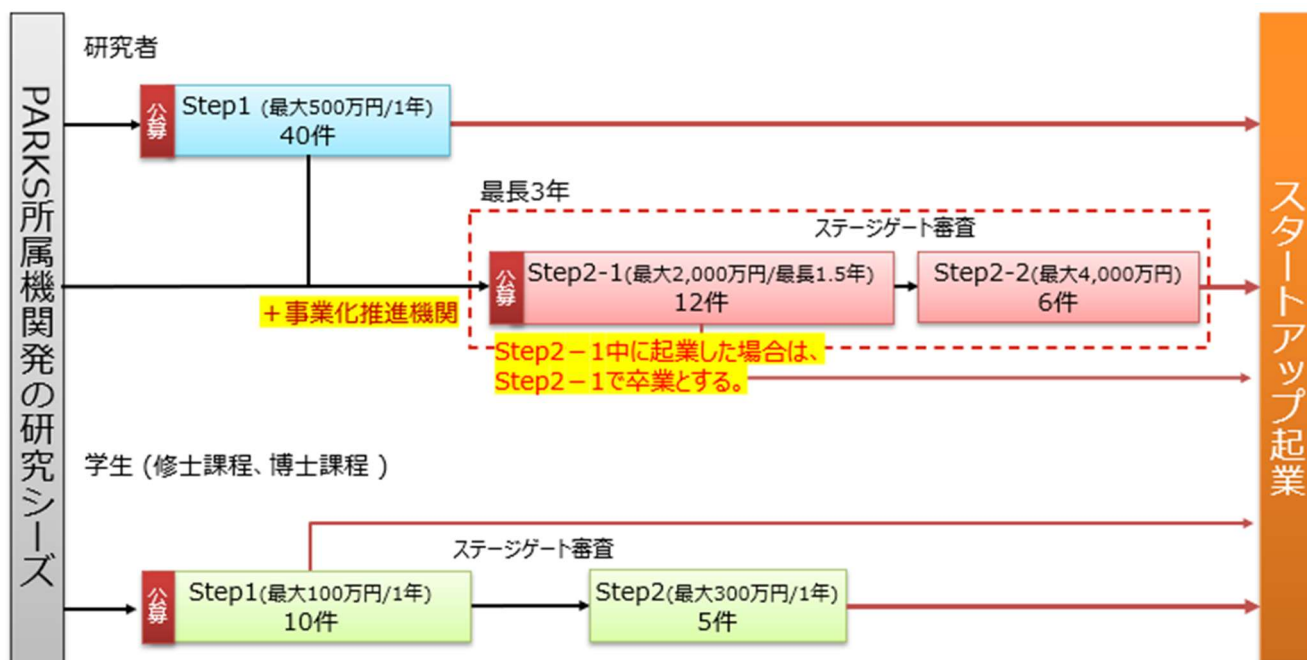 PARKS所属機関発の研究シーズ
研究者
公募
Step1 (最大500万円/1年)
40件
最長3年
ステージゲート審査
公募
Step2-1(最大2,000万円/最長1.5年)
12件
Step2-2(最大4,000万円)
6件
+事業化推進機関
Step2-1中に起業した場合は、
Step2-1で卒業とする。
学生 (修士課程、博士課程 )
ステージゲート審査
公募
Step1(最大100万円/1年)
10件
Step2(最大300万円/1年)
5件
スタートアップ起業